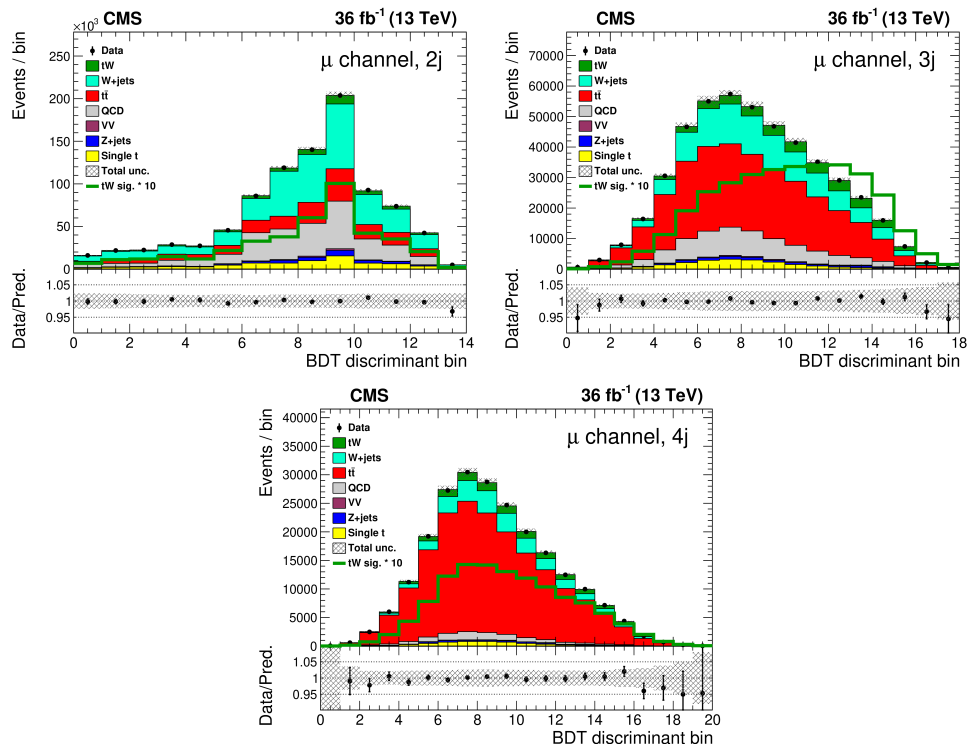 CMS 36 fb⁻¹ (13 TeV)
×10³
Events / bin
μ channel, 2j
Data
tW
W+jets
tt̄
QCD
VV
Z+jets
Single t
Total unc.
tW sig. * 10
250
200
150
100
50
0
Data/Pred.
1.05
1
0.95
0 2 4 6 8 10 12 14
BDT discriminant bin
CMS 36 fb⁻¹ (13 TeV)
Events / bin
μ channel, 3j
Data
tW
W+jets
tt̄
QCD
VV
Z+jets
Single t
Total unc.
tW sig. * 10
70000
60000
50000
40000
30000
20000
10000
0
Data/Pred.
1.05
1
0.95
0 2 4 6 8 10 12 14 16 18
BDT discriminant bin
CMS 36 fb⁻¹ (13 TeV)
Events / bin
μ channel, 4j
Data
tW
W+jets
tt̄
QCD
VV
Z+jets
Single t
Total unc.
tW sig. * 10
40000
35000
30000
25000
20000
15000
10000
5000
0
Data/Pred.
1.05
1
0.95
0 2 4 6 8 10 12 14 16 18 20
BDT discriminant bin